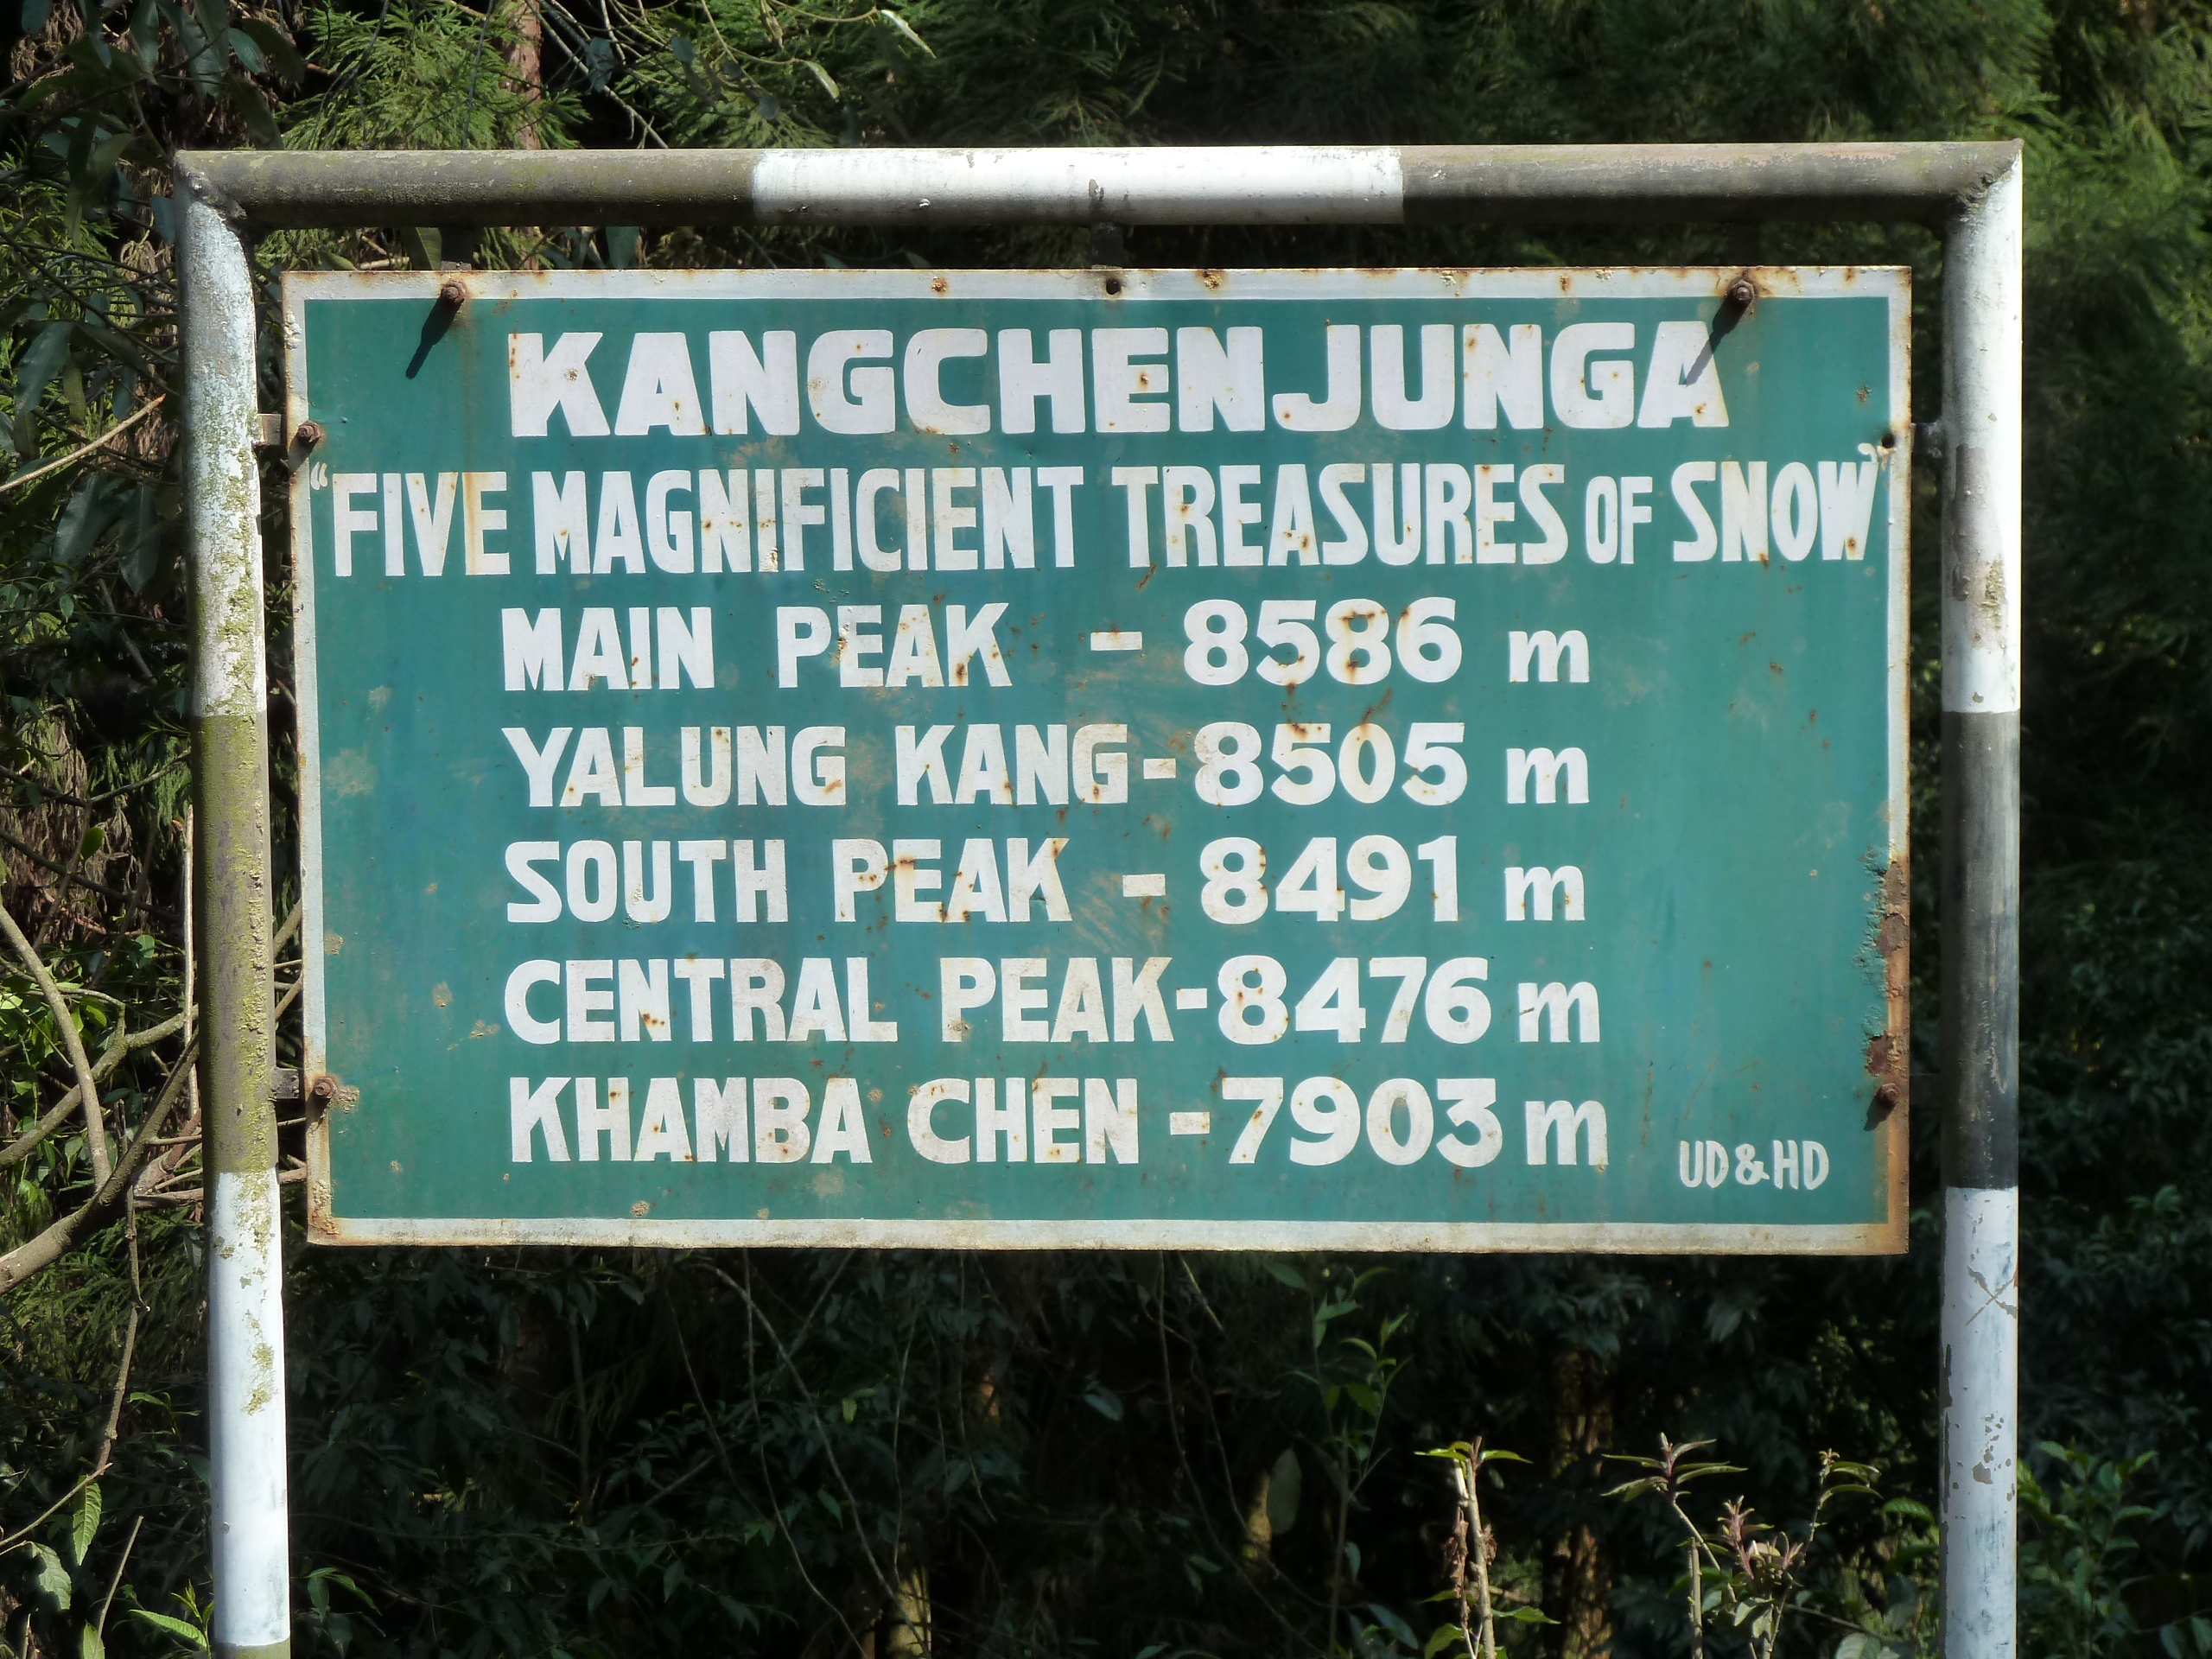 KANGCHENJUNGA
"FIVE MAGNIFICIENT TREASURES OF SNOW"
MAIN PEAK - 8586 m
YALUNG KANG - 8505 m
SOUTH PEAK - 8491 m
CENTRAL PEAK - 8476 m
KHAMBA CHEN - 7903 m
UD & HD